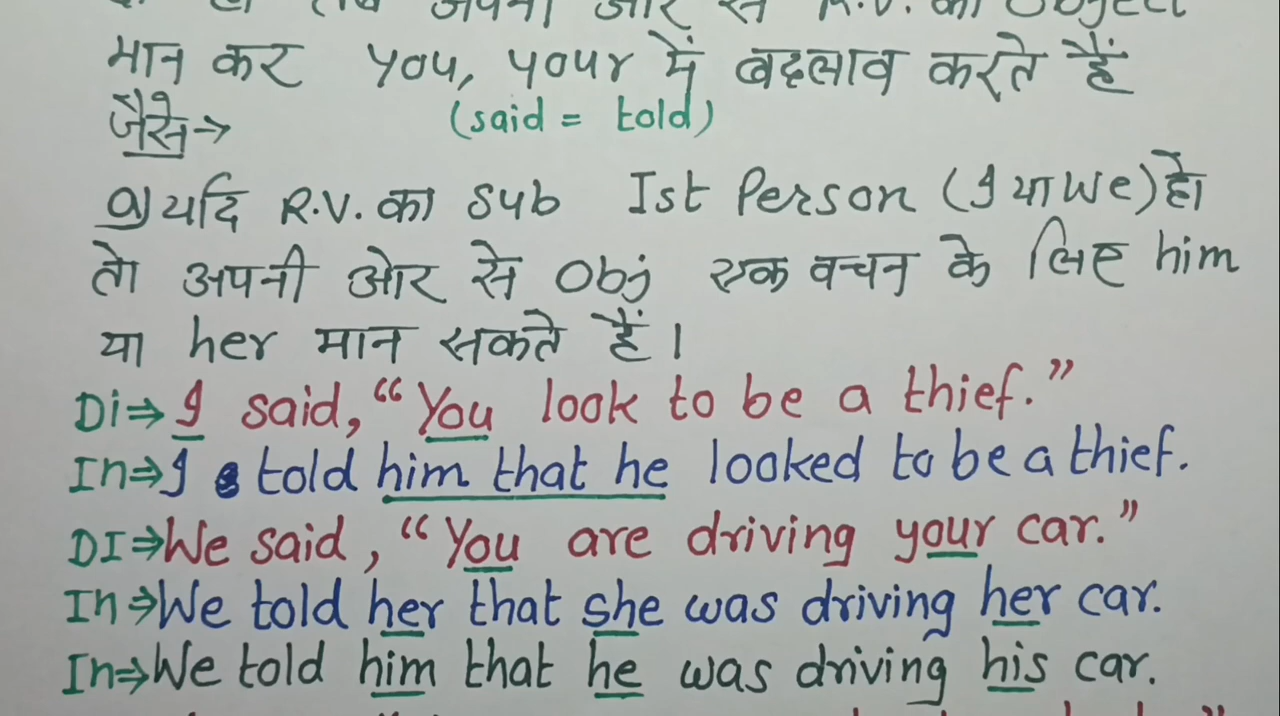 अपनी ओर से R.V. का Object
मान कर you, your में बदलाव करते हैं
जैसे→ (said = told)
a) यदि R.V. का sub Ist Person (I या We) हो
तो अपनी ओर से Obj एक वचन के लिए him
या her मान सकते हैं।
Di⇒ I said, “You look to be a thief.”
In⇒ I told him that he looked to be a thief.
DI⇒ We said, “You are driving your car.”
In⇒ We told her that she was driving her car.
In⇒ We told him that he was driving his car.